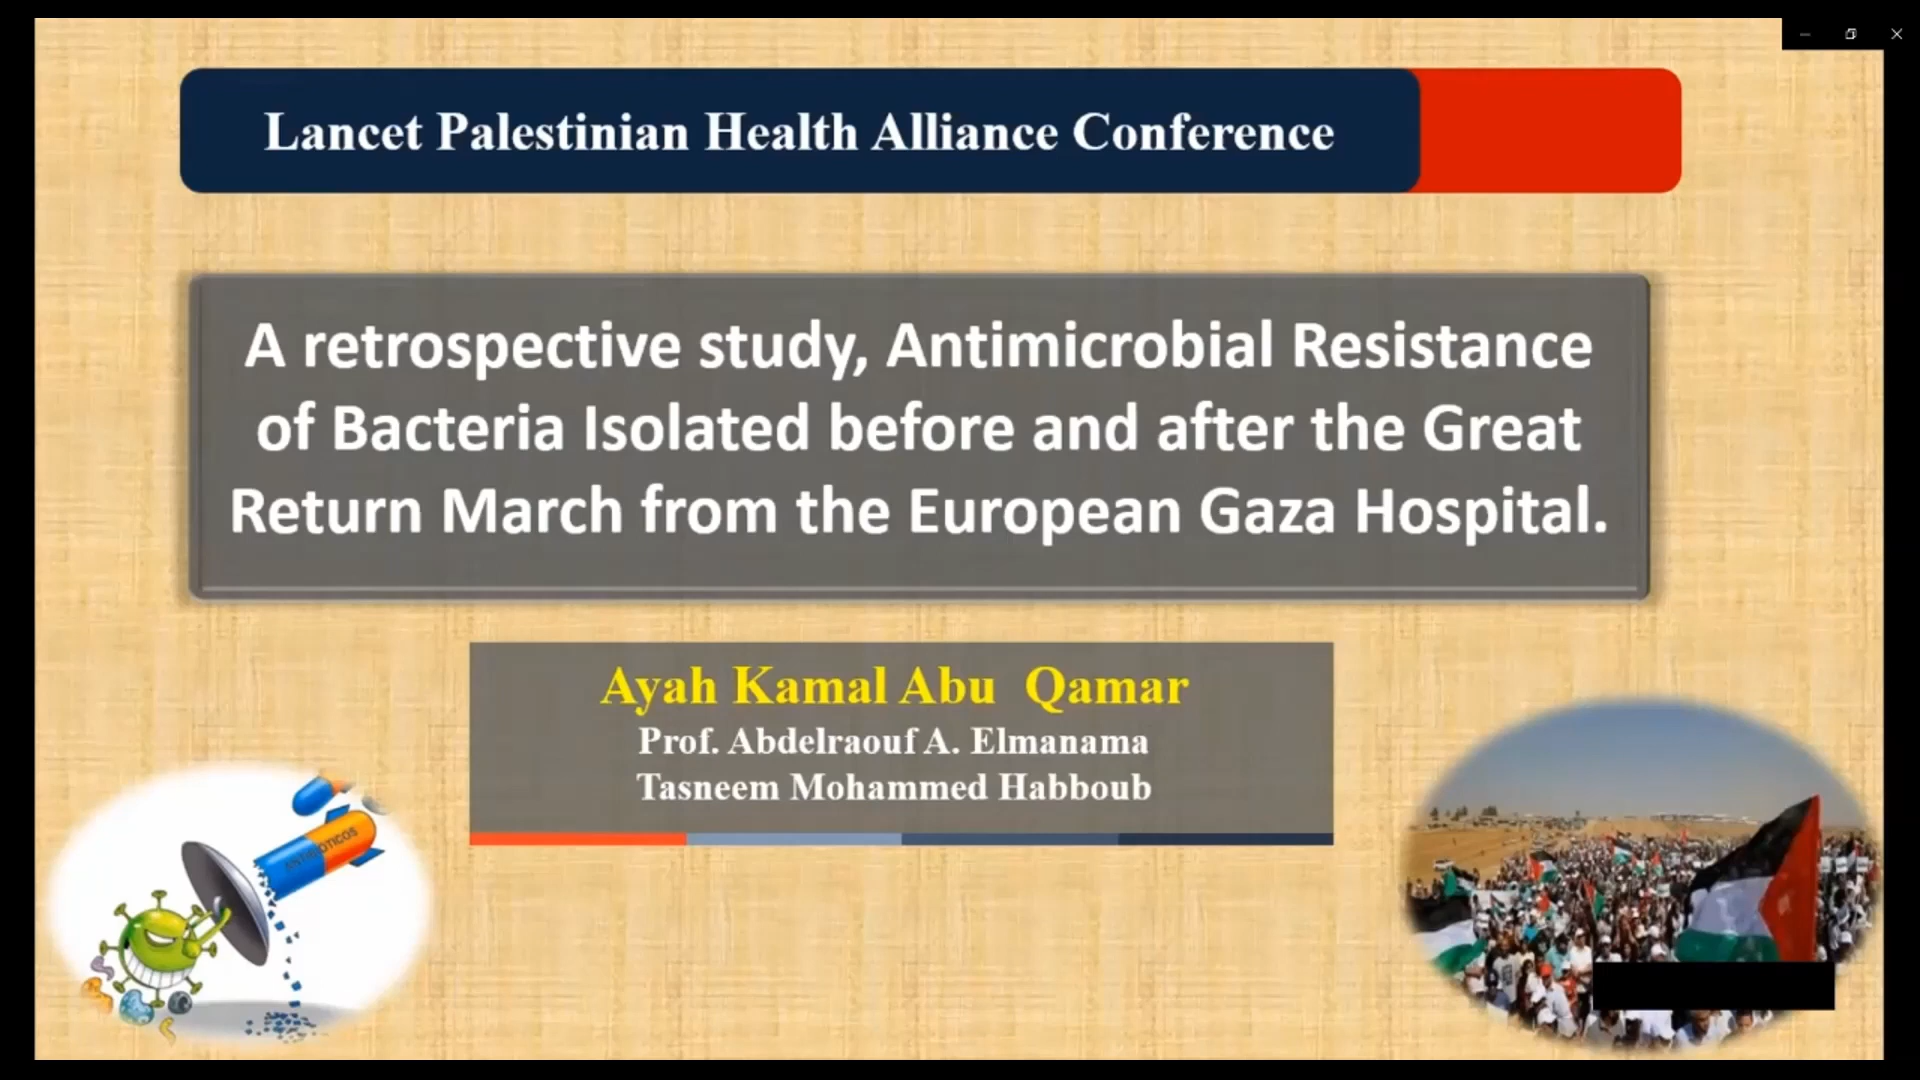 Lancet Palestinian Health Alliance Conference
A retrospective study, Antimicrobial Resistance
of Bacteria Isolated before and after the Great
Return March from the European Gaza Hospital.
Ayah Kamal Abu Qamar
Prof. Abdelraouf A. Elmanama
Tasneem Mohammed Habboub
ANTIBIOTICOS